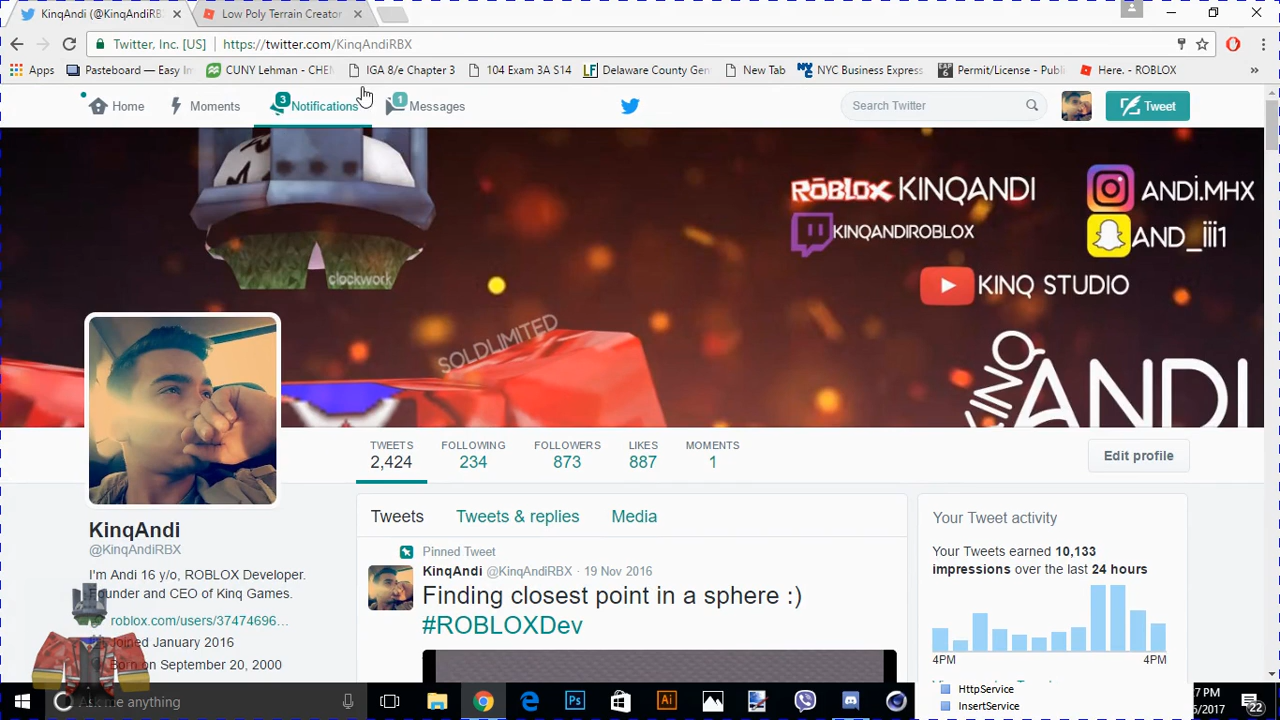 KinqAndi (@KinqAndiRB
Low Poly Terrain Creator
Twitter, Inc. [US]
https://twitter.com/KinqAndiRBX
Apps
Pasteboard — Easy Im
CUNY Lehman - CHE
IGA 8/e Chapter 3
104 Exam 3A S14
LF Delaware County Gen
New Tab
NYC Business Express
Permit/License - Publi
Here. - ROBLOX
»
Home
Moments
3 Notifications
1 Messages
Search Twitter
Tweet
ROBLOX KINQANDI
ANDI.MHX
KINQANDIROBLOX
AND_iii1
KINQ STUDIO
clockwork
SOLDLIMITED
KINQ
ANDI
TWEETS
2,424
FOLLOWING
234
FOLLOWERS
873
LIKES
887
MOMENTS
1
Edit profile
KinqAndi
@KinqAndiRBX
I'm Andi 16 y/o, ROBLOX Developer.
Founder and CEO of Kinq Games.
roblox.com/users/37474696…
Joined January 2016
Born on September 20, 2000
Tweets
Tweets & replies
Media
Pinned Tweet
KinqAndi @KinqAndiRBX · 19 Nov 2016
Finding closest point in a sphere :)
#ROBLOXDev
Your Tweet activity
Your Tweets earned 10,133
impressions over the last 24 hours
4PM
4PM
HttpService
InsertService
Ask me anything
Ps
Ai
7 PM
/2017
22